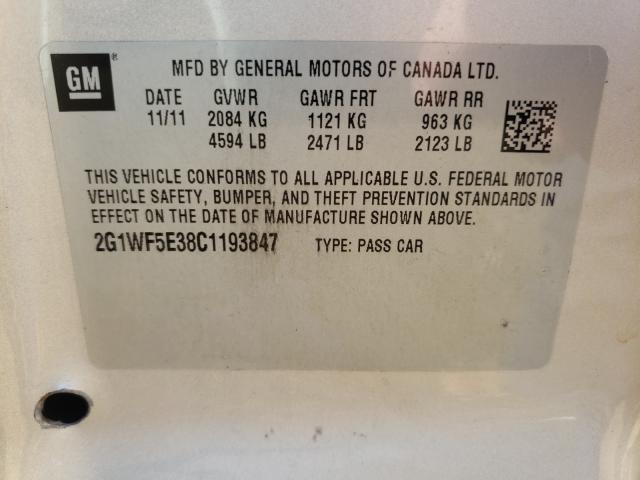 GM ®
MFD BY GENERAL MOTORS OF CANADA LTD.
DATE GVWR GAWR FRT GAWR RR
11/11 2084 KG 1121 KG 963 KG
4594 LB 2471 LB 2123 LB
THIS VEHICLE CONFORMS TO ALL APPLICABLE U.S. FEDERAL MOTOR
VEHICLE SAFETY, BUMPER, AND THEFT PREVENTION STANDARDS IN
EFFECT ON THE DATE OF MANUFACTURE SHOWN ABOVE.
2G1WF5E38C1193847 TYPE: PASS CAR